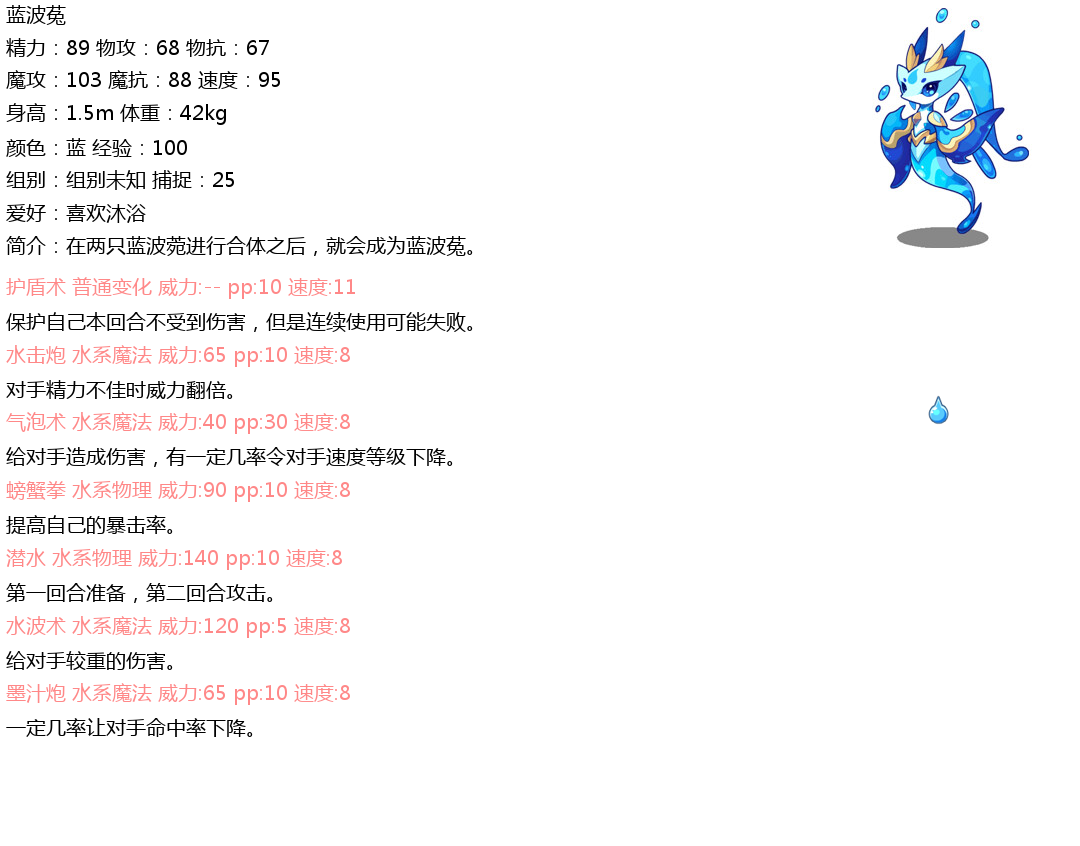 蓝波菟
精力：89 物攻：68 物抗：67
魔攻：103 魔抗：88 速度：95
身高：1.5m 体重：42kg
颜色：蓝 经验：100
组别：组别未知 捕捉：25
爱好：喜欢沐浴
简介：在两只蓝波菀进行合体之后，就会成为蓝波菟。
护盾术 普通变化 威力:-- pp:10 速度:11
保护自己本回合不受到伤害，但是连续使用可能失败。
水击炮 水系魔法 威力:65 pp:10 速度:8
对手精力不佳时威力翻倍。
气泡术 水系魔法 威力:40 pp:30 速度:8
给对手造成伤害，有一定几率令对手速度等级下降。
螃蟹拳 水系物理 威力:90 pp:10 速度:8
提高自己的暴击率。
潜水 水系物理 威力:140 pp:10 速度:8
第一回合准备，第二回合攻击。
水波术 水系魔法 威力:120 pp:5 速度:8
给对手较重的伤害。
墨汁炮 水系魔法 威力:65 pp:10 速度:8
一定几率让对手命中率下降。